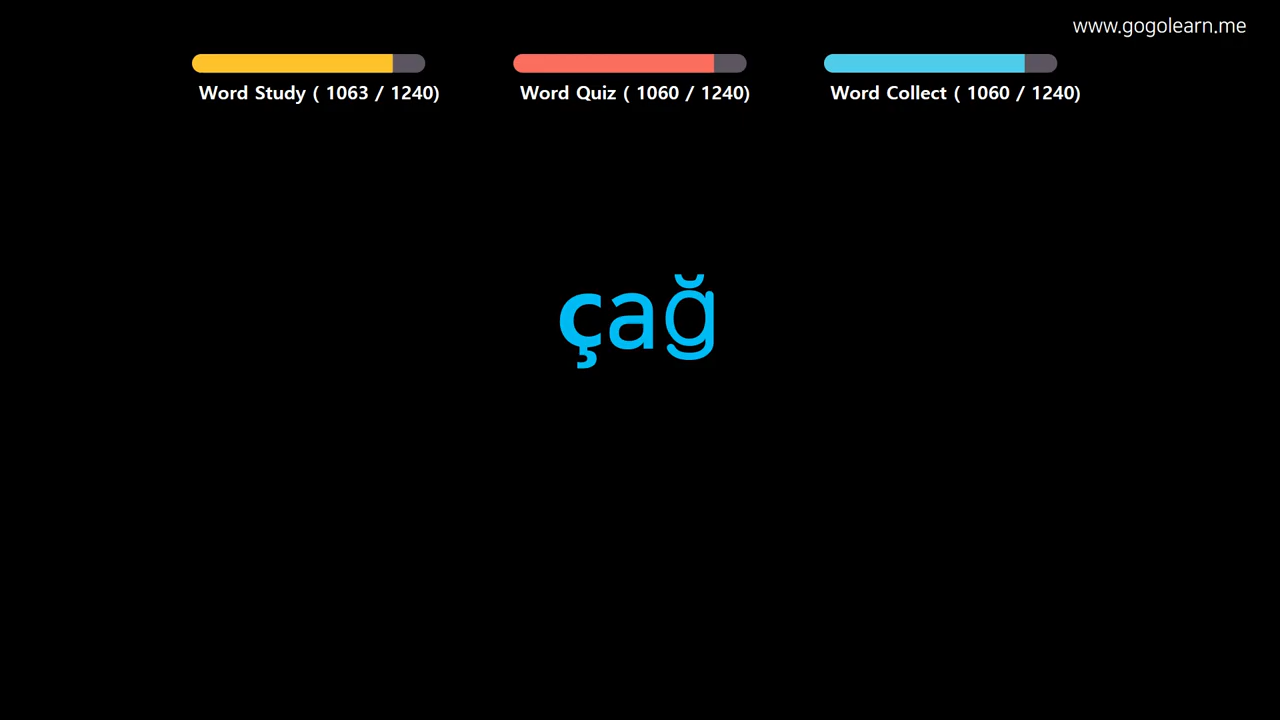 www.gogolearn.me
Word Study ( 1063 / 1240)
Word Quiz ( 1060 / 1240)
Word Collect ( 1060 / 1240)
çağ